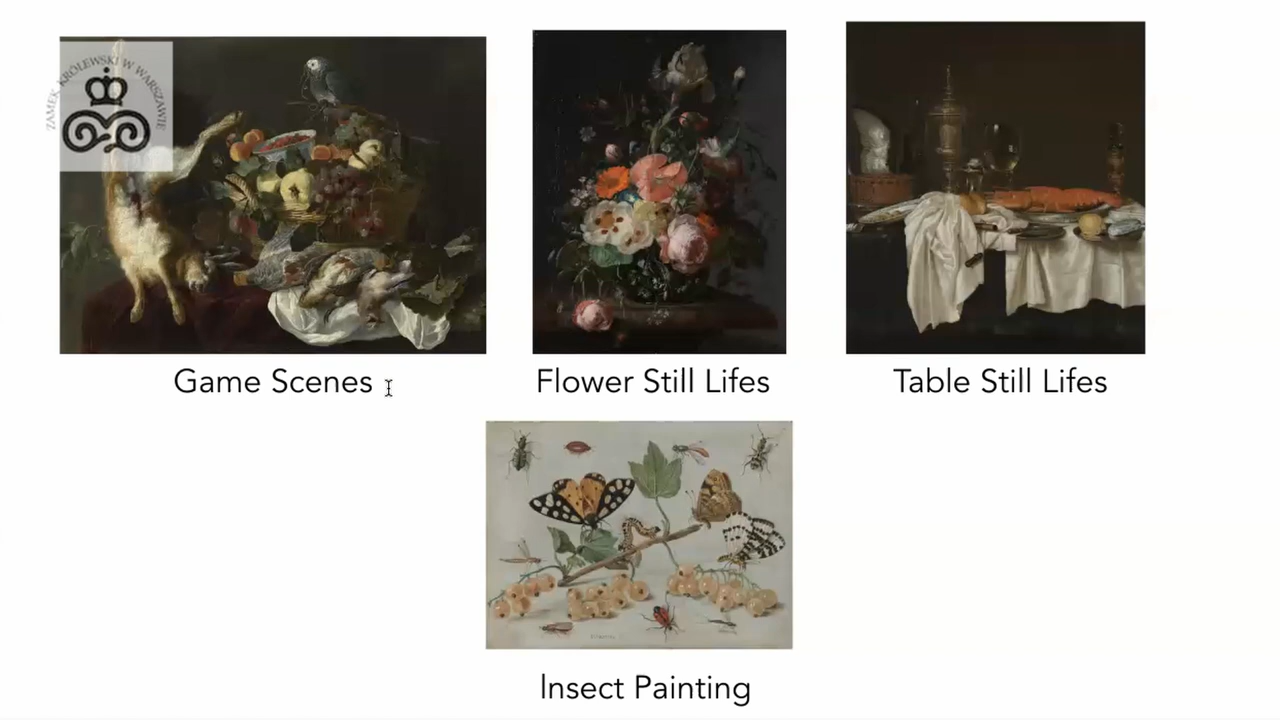 ZAMEK KRÓLEWSKI W WARSZAWIE
Game Scenes
Flower Still Lifes
Table Still Lifes
Insect Painting